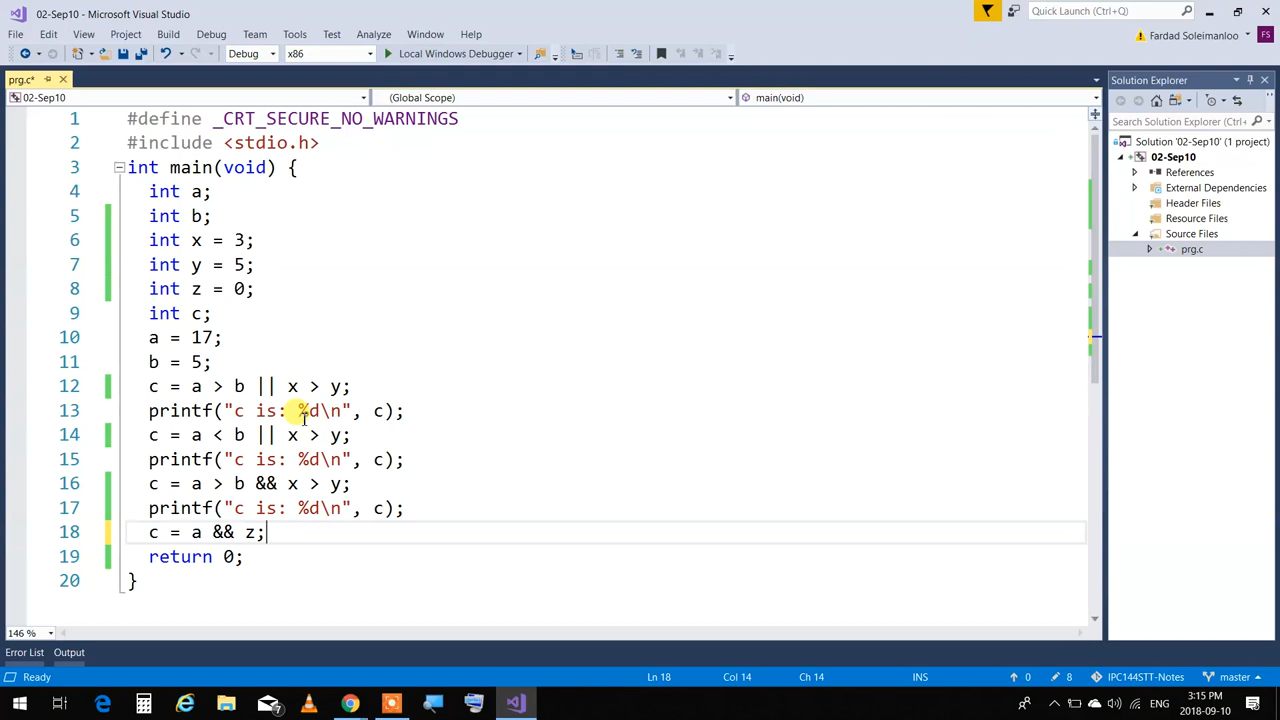 02-Sep10 - Microsoft Visual Studio
Quick Launch (Ctrl+Q)
File Edit View Project Build Debug Team Tools Test Analyze Window Help
Fardad Soleimanloo FS
Debug x86 Local Windows Debugger
prg.c*
02-Sep10 (Global Scope) main(void)
1 #define _CRT_SECURE_NO_WARNINGS
2 #include <stdio.h>
3 int main(void) {
4 int a;
5 int b;
6 int x = 3;
7 int y = 5;
8 int z = 0;
9 int c;
10 a = 17;
11 b = 5;
12 c = a > b || x > y;
13 printf("c is: %d\n", c);
14 c = a < b || x > y;
15 printf("c is: %d\n", c);
16 c = a > b && x > y;
17 printf("c is: %d\n", c);
18 c = a && z;
19 return 0;
20 }
146 %
Solution Explorer
Search Solution Explorer (Ctrl+
Solution '02-Sep10' (1 project)
02-Sep10
References
External Dependencies
Header Files
Resource Files
Source Files
prg.c
Error List Output
Ready Ln 18 Col 14 Ch 14 INS 0 8 IPC144STT-Notes master
7
ENG
3:15 PM
2018-09-10